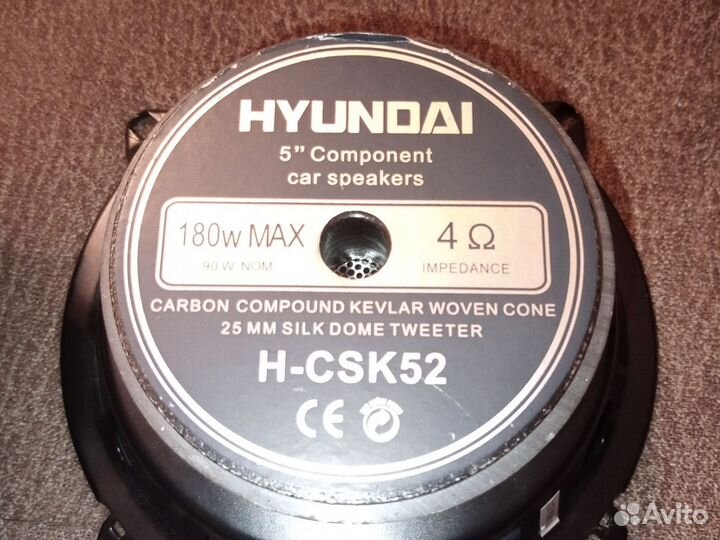 HYUNDAI
5” Component
car speakers
180w MAX
90 W NOM
4 Ω
IMPEDANCE
CARBON COMPOUND KEVLAR WOVEN CONE
25 MM SILK DOME TWEETER
H-CSK52
CE
Avito